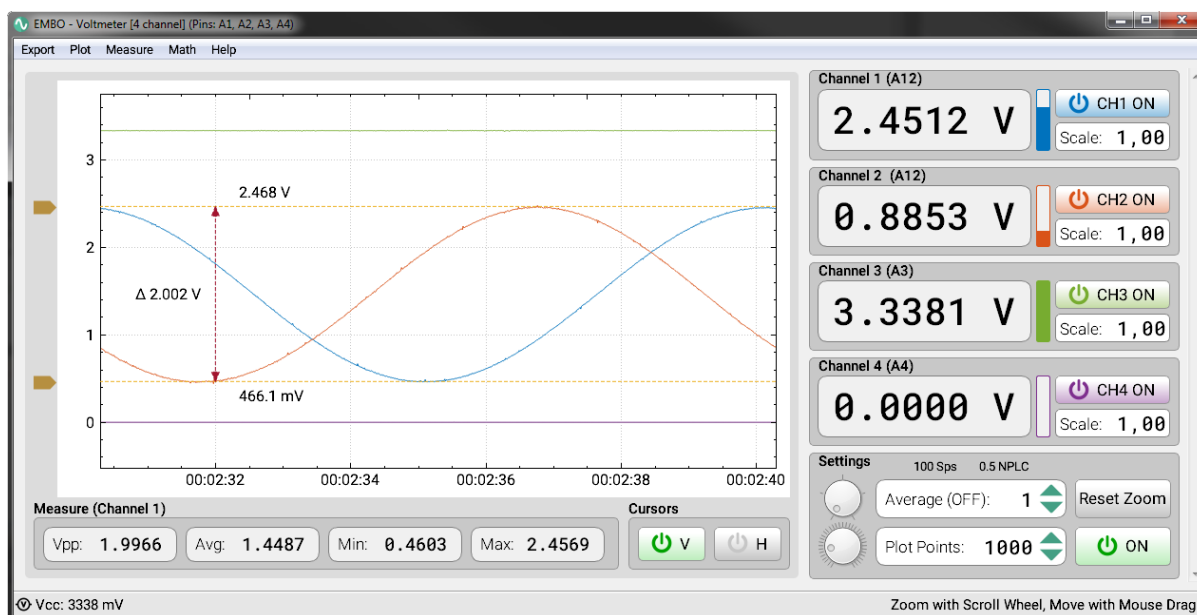 EMBO - Voltmeter [4 channel] (Pins: A1, A2, A3, A4)
Export Plot Measure Math Help
3
2
1
0
2.468 V
Δ 2.002 V
466.1 mV
00:02:32 00:02:34 00:02:36 00:02:38 00:02:40
Measure (Channel 1)
Vpp: 1.9966 Avg: 1.4487 Min: 0.4603 Max: 2.4569
Cursors
V H
Channel 1 (A12)
2.4512 V
CH1 ON
Scale: 1,00
Channel 2 (A12)
0.8853 V
CH2 ON
Scale: 1,00
Channel 3 (A3)
3.3381 V
CH3 ON
Scale: 1,00
Channel 4 (A4)
0.0000 V
CH4 ON
Scale: 1,00
Settings 100 Sps 0.5 NPLC
Average (OFF): 1 Reset Zoom
Plot Points: 1000 ON
Vcc: 3338 mV Zoom with Scroll Wheel, Move with Mouse Drag